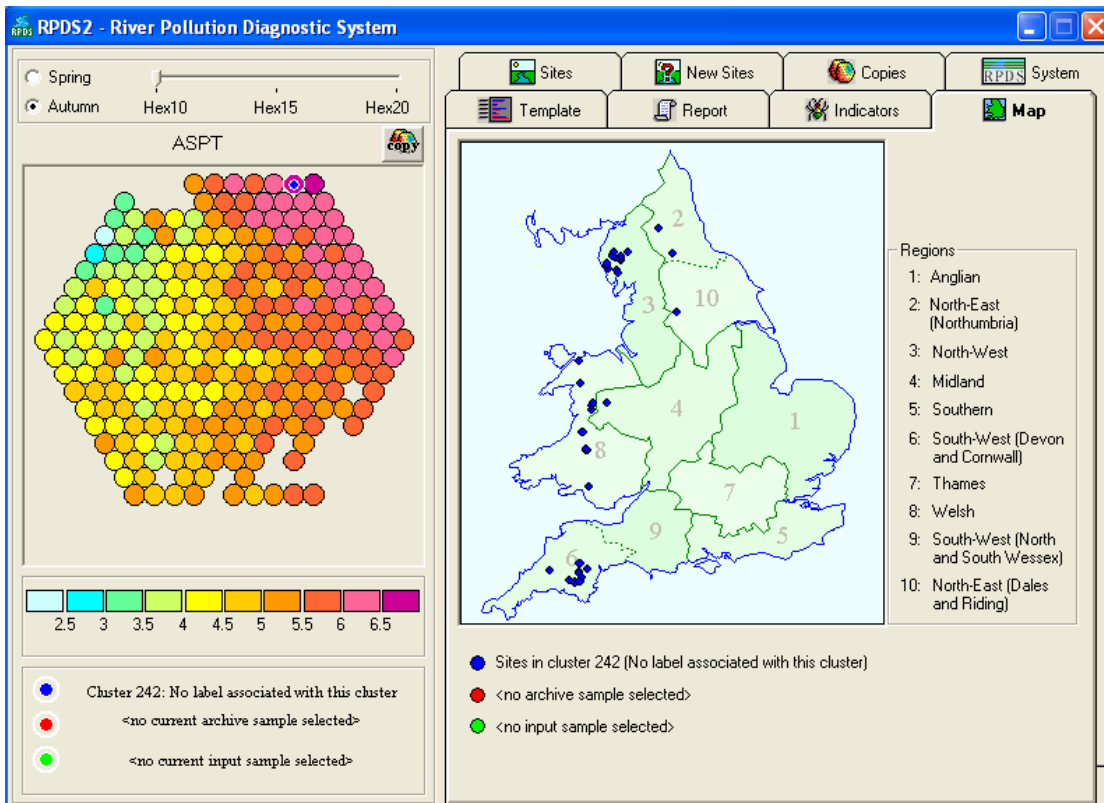 RPDS2 - River Pollution Diagnostic System
RPDS
Spring
Autumn
Hex10 Hex15 Hex20
ASPT
copy
2.5 3 3.5 4 4.5 5 5.5 6 6.5
Cluster 242: No label associated with this cluster
<no current archive sample selected>
<no current input sample selected>
Sites New Sites Copies RPDS System
Template Report Indicators Map
2
3
10
4
1
8
7
9
5
6
Regions
1: Anglian
2: North-East
(Northumbria)
3: North-West
4: Midland
5: Southern
6: South-West (Devon
and Cornwall)
7: Thames
8: Welsh
9: South-West (North
and South Wessex)
10: North-East (Dales
and Riding)
Sites in cluster 242 (No label associated with this cluster)
<no archive sample selected>
<no input sample selected>